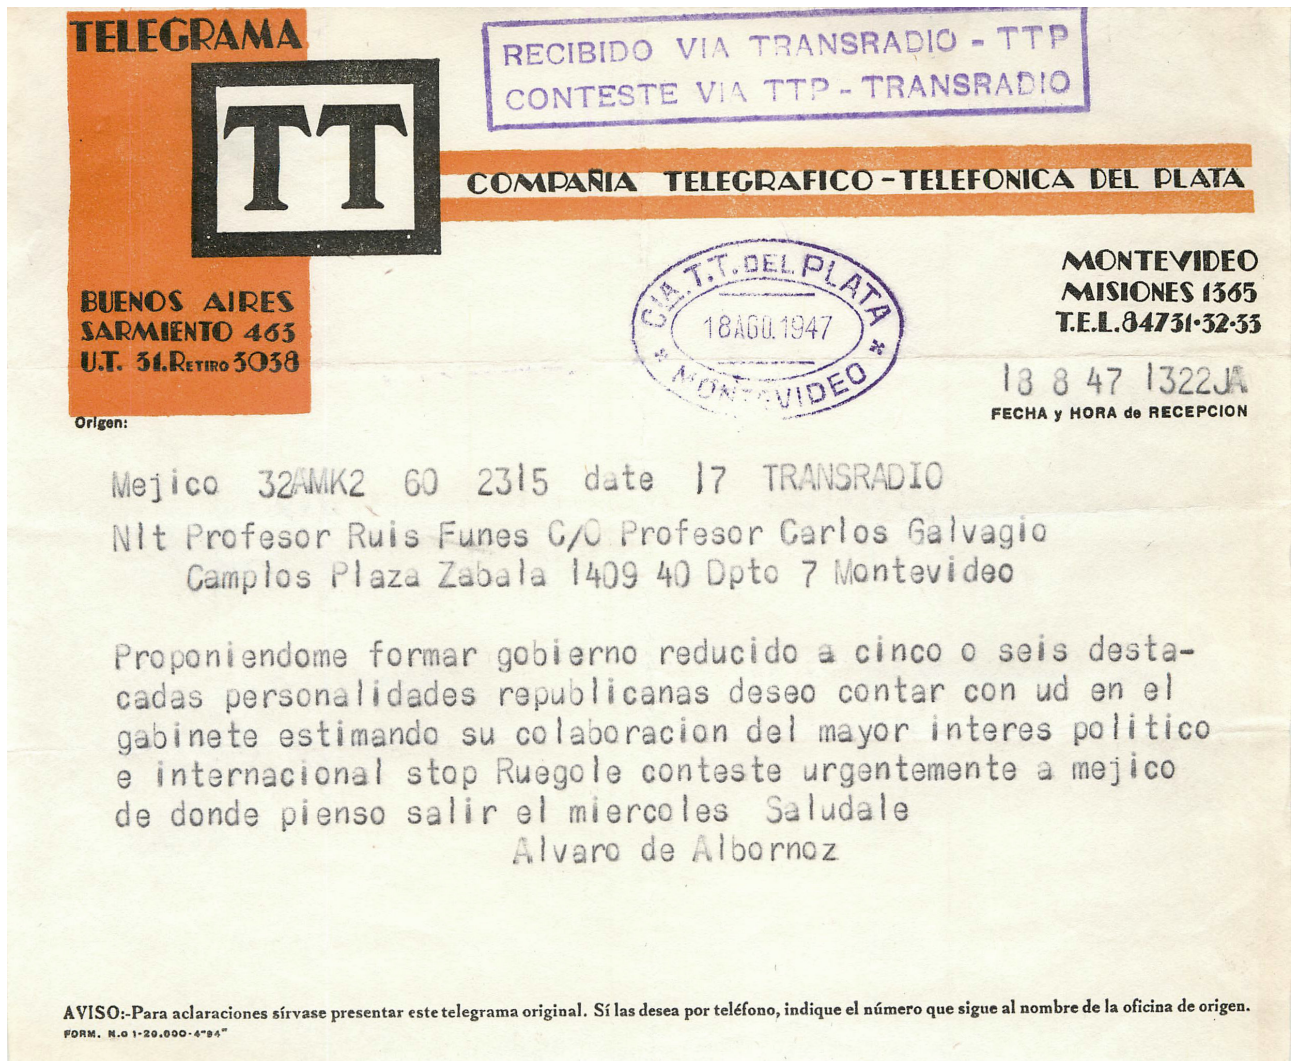 TELEGRAMA
TT
RECIBIDO VIA TRANSRADIO - TTP
CONTESTE VIA TTP - TRANSRADIO
COMPAÑIA TELEGRAFICO-TELEFONICA DEL PLATA
BUENOS AIRES
SARMIENTO 463
U.T. 31.RETIRO 3038
CIA.T.T.DEL PLATA
18 AGO. 1947
* MONTEVIDEO *
MONTEVIDEO
MISIONES 1365
T.E.L.84731·32·33
18 8 47 1322JA
FECHA y HORA de RECEPCION
Origen:
Mejico 32AMK2 60 2315 date 17 TRANSRADIO
Nlt Profesor Ruis Funes C/O Profesor Carlos Galvagio
Camplos Plaza Zabala 1409 40 Dpto 7 Montevideo
Proponiendome formar gobierno reducido a cinco o seis desta-
cadas personalidades republicanas deseo contar con ud en el
gabinete estimando su colaboracion del mayor interes politico
e internacional stop Ruegole conteste urgentemente a mejico
de donde pienso salir el miercoles Saludale
Alvaro de Albornoz
AVISO:-Para aclaraciones sírvase presentar este telegrama original. Sí las desea por teléfono, indique el número que sigue al nombre de la oficina de origen.
FORM. N.o 1-20.000-4-"94"